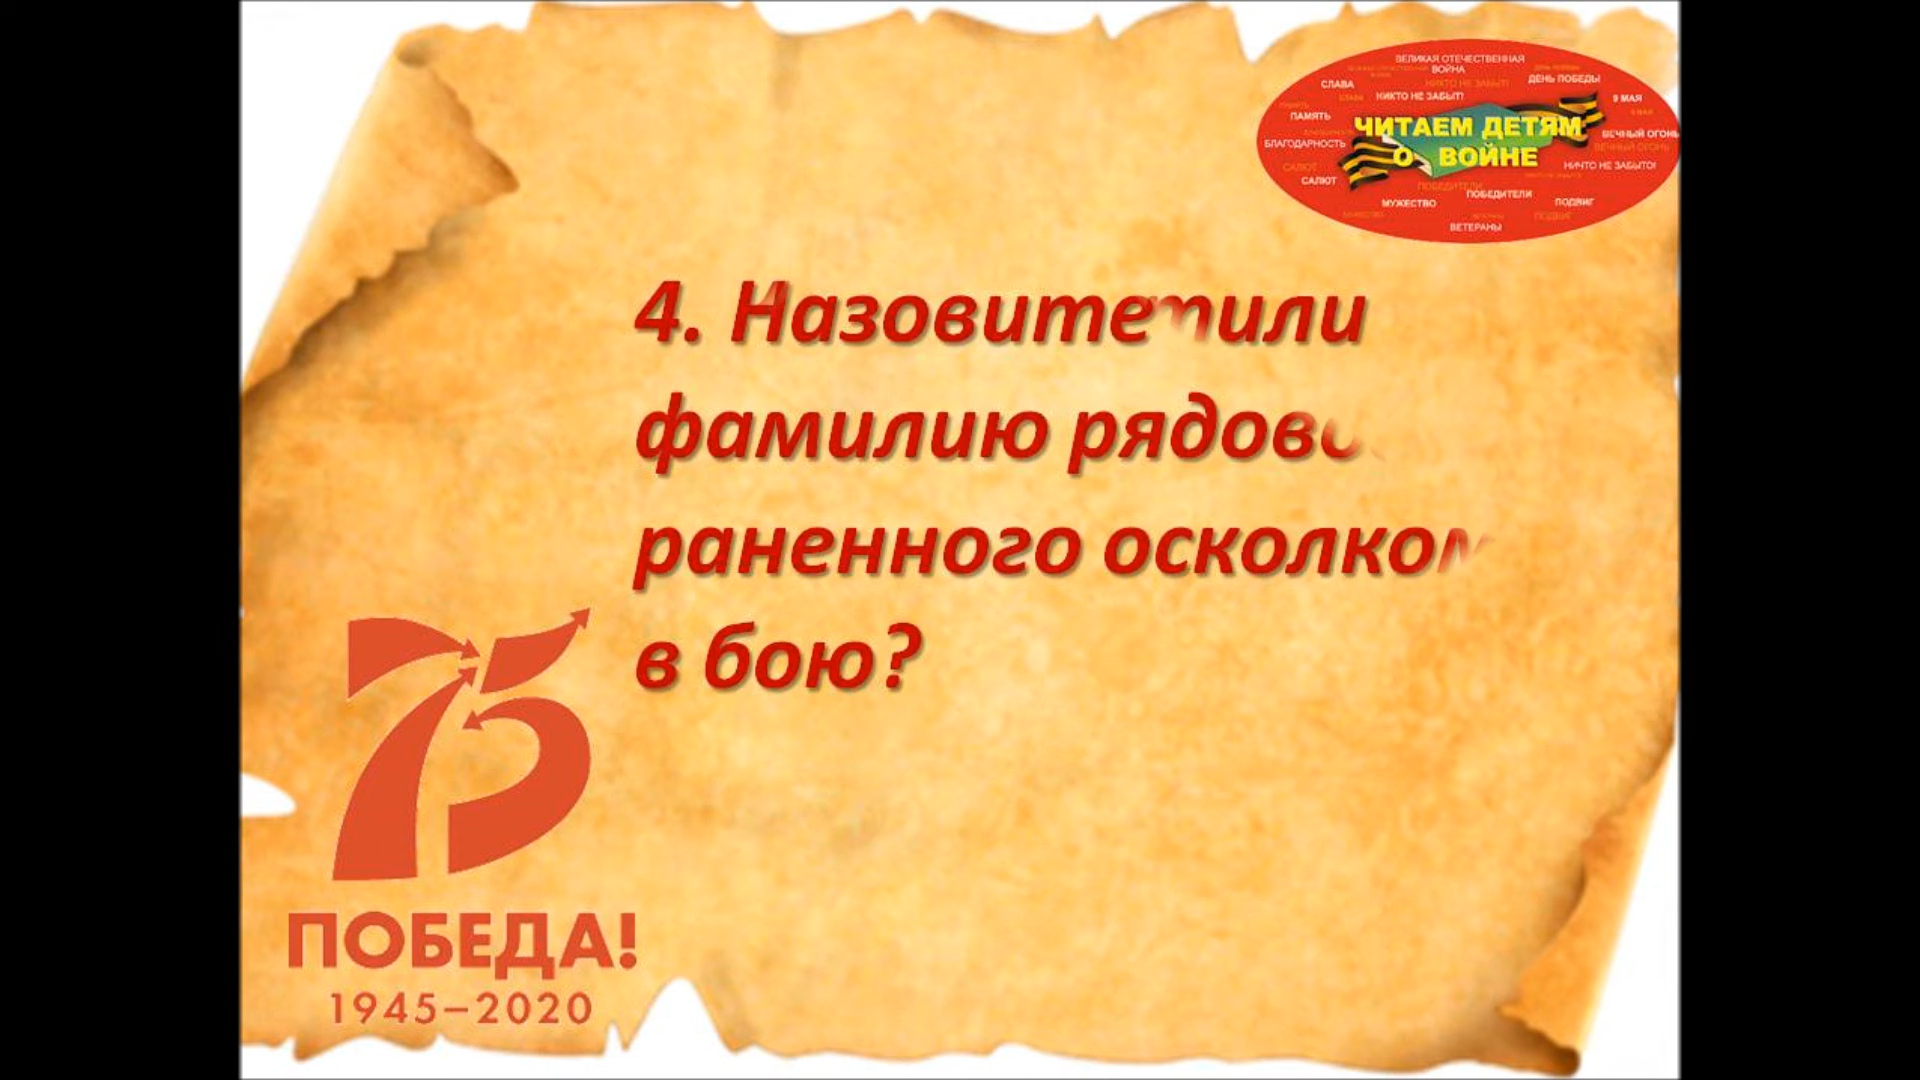 ВЕЛИКАЯ ОТЕЧЕСТВЕННАЯ
ВОЙНА
СЛАВА
ДЕНЬ ПОБЕДЫ
НИКТО НЕ ЗАБЫТ!
9 МАЯ
ПАМЯТЬ
ЧИТАЕМ ДЕТЯМ
О ВОЙНЕ
ВЕЧНЫЙ ОГОНЬ
БЛАГОДАРНОСТЬ
НИЧТО НЕ ЗАБЫТО!
САЛЮТ
ПОБЕДИТЕЛИ
МУЖЕСТВО
ПОДВИГ
ВЕТЕРАНЫ
4. Назовите или
фамилию
раненного осколком
в бою?
75
ПОБЕДА!
1945–2020